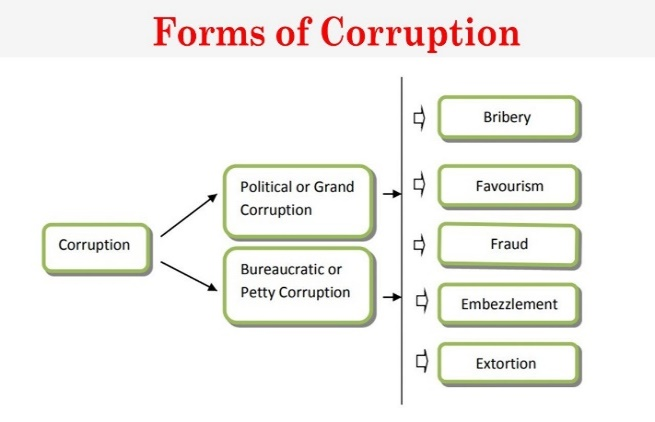 Forms of Corruption
Corruption
Political or Grand
Corruption
Bureaucratic or
Petty Corruption
Bribery
Favourism
Fraud
Embezzlement
Extortion